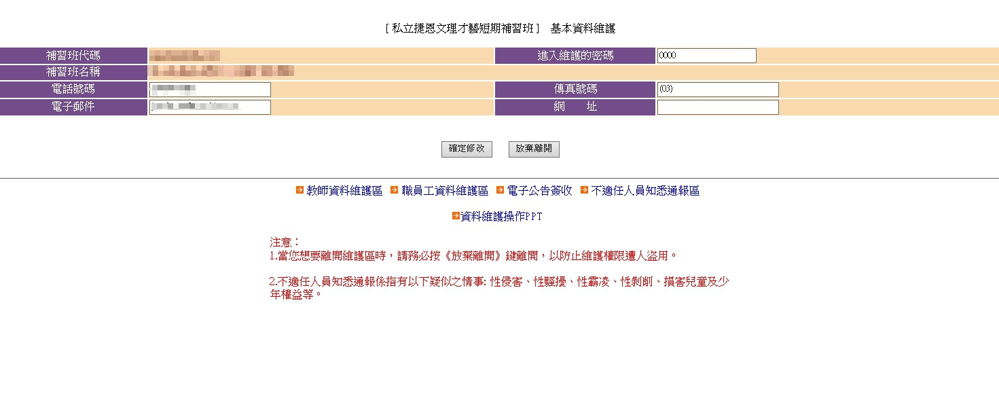 [ 私立捷恩文理才藝短期補習班 ] 基本資料維護
補習班代碼 進入維護的密碼 0000
補習班名稱
電話號碼 傳真號碼 (03)
電子郵件 網 址
確定修改 放棄離開
教師資料維護區 職員工資料維護區 電子公告簽收 不適任人員知悉通報區
資料維護操作PPT
注意：
1.當您想要離開維護區時，請務必按《放棄離開》鍵離開，以防止維護權限遭人盜用。
2.不適任人員知悉通報係指有以下疑似之情事: 性侵害、性騷擾、性霸凌、性剝削、損害兒童及少
年權益等。